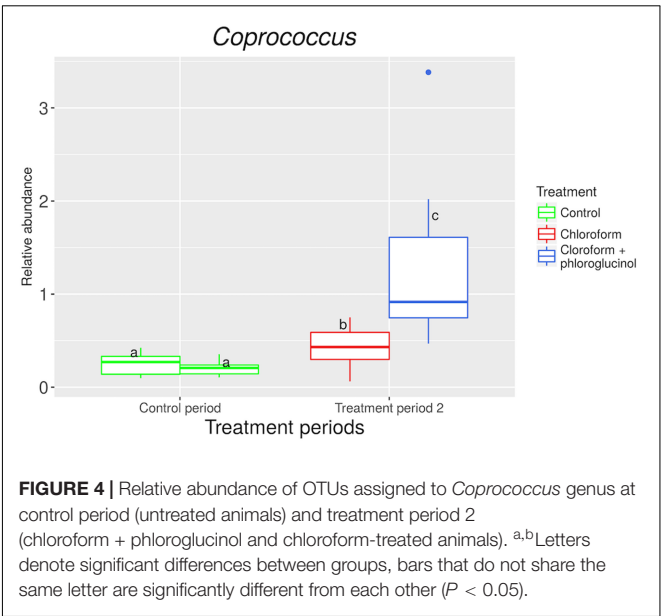 Coprococcus
Relative abundance
3
2
1
0
a
a
b
c
Control period
Treatment period 2
Treatment periods
Treatment
Control
Chloroform
Cloroform +
phloroglucinol
FIGURE 4 | Relative abundance of OTUs assigned to Coprococcus genus at
control period (untreated animals) and treatment period 2
(chloroform + phloroglucinol and chloroform-treated animals). a,bLetters
denote significant differences between groups, bars that do not share the
same letter are significantly different from each other (P < 0.05).